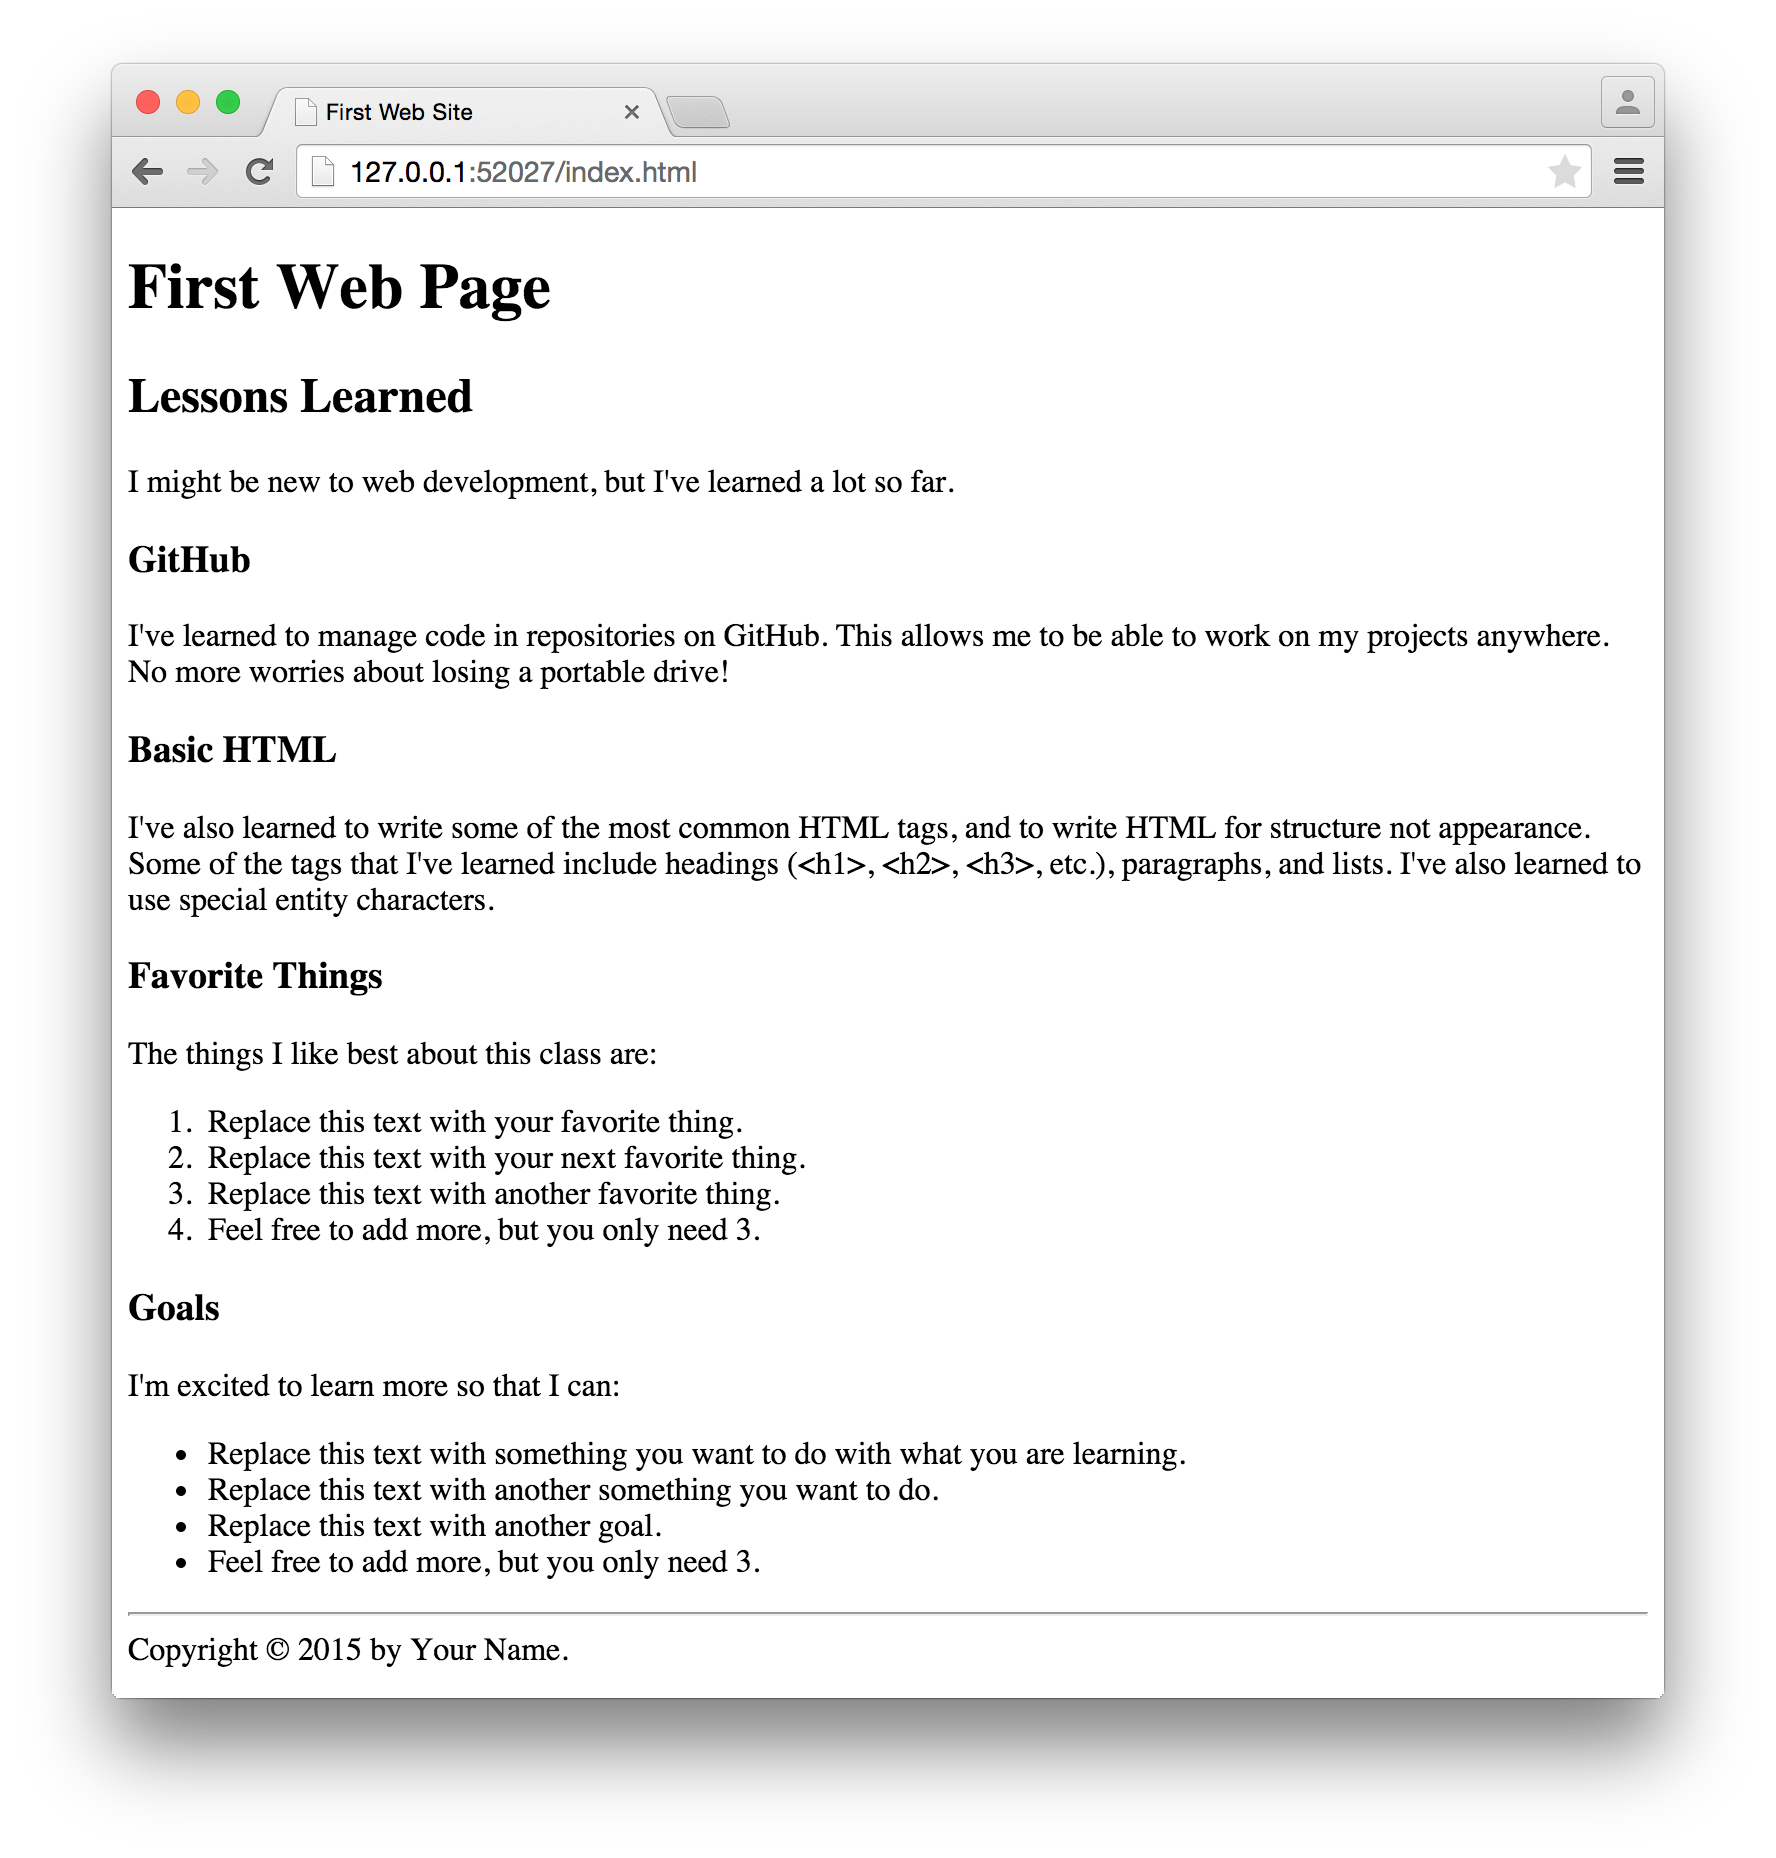 First Web Site
127.0.0.1:52027/index.html
First Web Page
Lessons Learned
I might be new to web development, but I've learned a lot so far.
GitHub
I've learned to manage code in repositories on GitHub. This allows me to be able to work on my projects anywhere.
No more worries about losing a portable drive!
Basic HTML
I've also learned to write some of the most common HTML tags, and to write HTML for structure not appearance.
Some of the tags that I've learned include headings (<h1>, <h2>, <h3>, etc.), paragraphs, and lists. I've also learned to
use special entity characters.
Favorite Things
The things I like best about this class are:
1. Replace this text with your favorite thing.
2. Replace this text with your next favorite thing.
3. Replace this text with another favorite thing.
4. Feel free to add more, but you only need 3.
Goals
I'm excited to learn more so that I can:
• Replace this text with something you want to do with what you are learning.
• Replace this text with another something you want to do.
• Replace this text with another goal.
• Feel free to add more, but you only need 3.
Copyright © 2015 by Your Name.